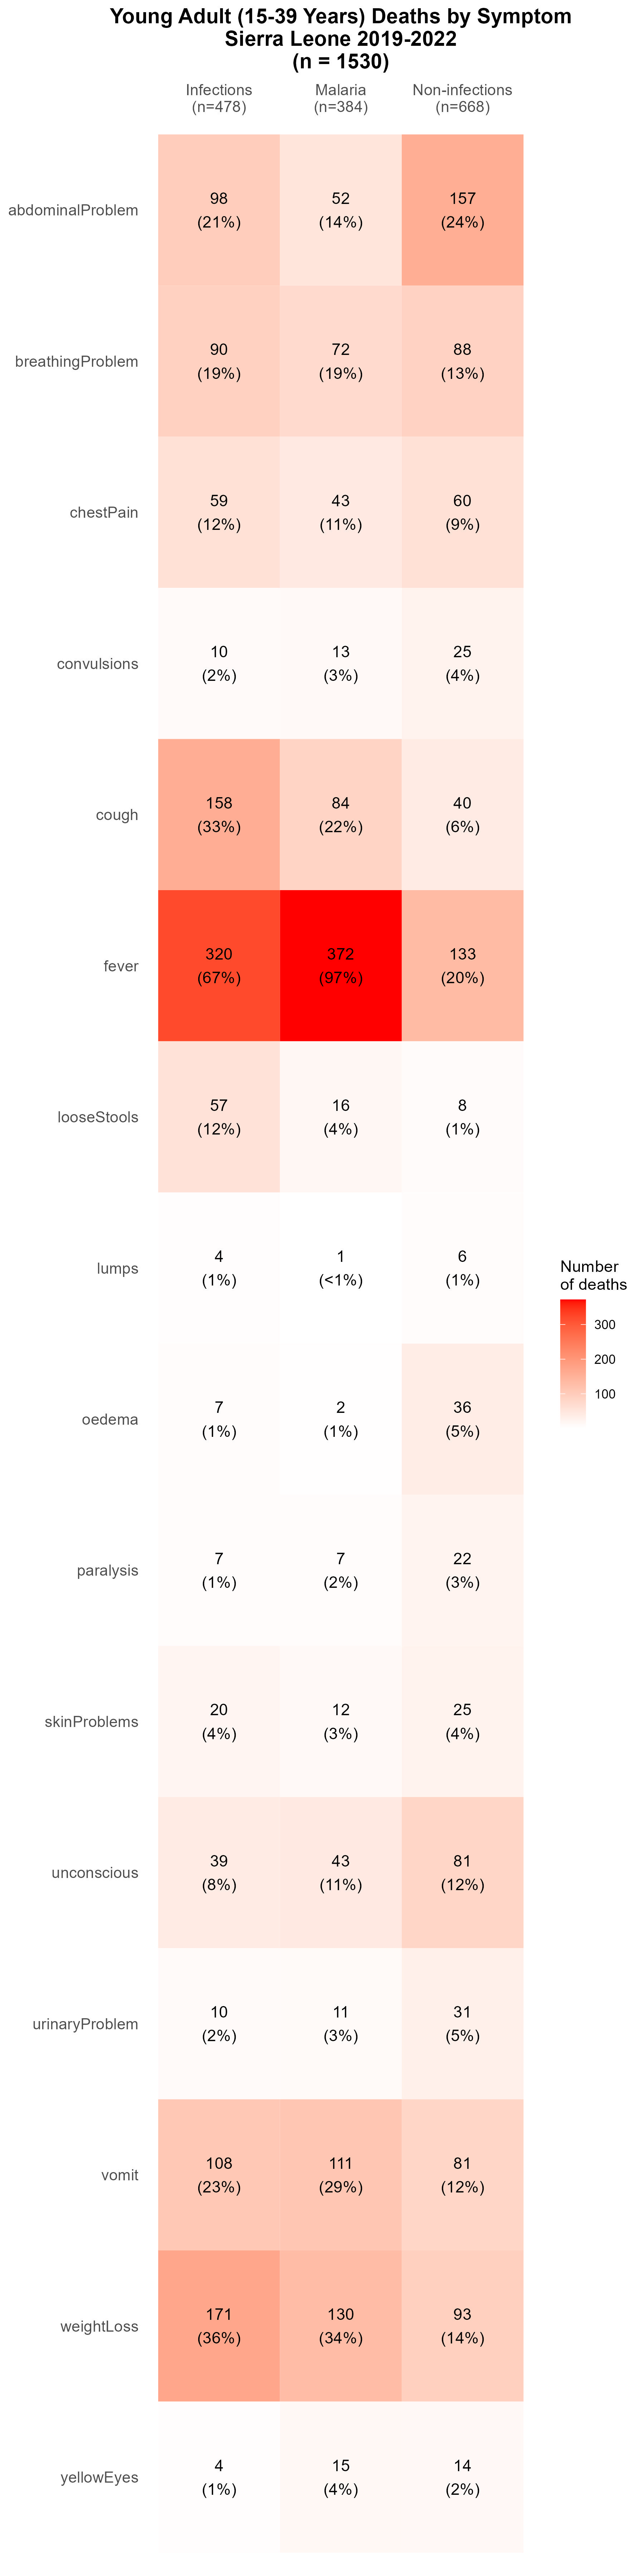 Young Adult (15-39 Years) Deaths by Symptom
Sierra Leone 2019-2022
(n = 1530)
Infections Malaria Non-infections
(n=478) (n=384) (n=668)
abdominalProblem
98 52 157
(21%) (14%) (24%)
breathingProblem
90 72 88
(19%) (19%) (13%)
chestPain
59 43 60
(12%) (11%) (9%)
convulsions
10 13 25
(2%) (3%) (4%)
cough
158 84 40
(33%) (22%) (6%)
fever
320 372 133
(67%) (97%) (20%)
looseStools
57 16 8
(12%) (4%) (1%)
lumps
4 1 6
(1%) (<1%) (1%)
oedema
7 2 36
(1%) (1%) (5%)
paralysis
7 7 22
(1%) (2%) (3%)
skinProblems
20 12 25
(4%) (3%) (4%)
unconscious
39 43 81
(8%) (11%) (12%)
urinaryProblem
10 11 31
(2%) (3%) (5%)
vomit
108 111 81
(23%) (29%) (12%)
weightLoss
171 130 93
(36%) (34%) (14%)
yellowEyes
4 15 14
(1%) (4%) (2%)
Number
of deaths
300
200
100